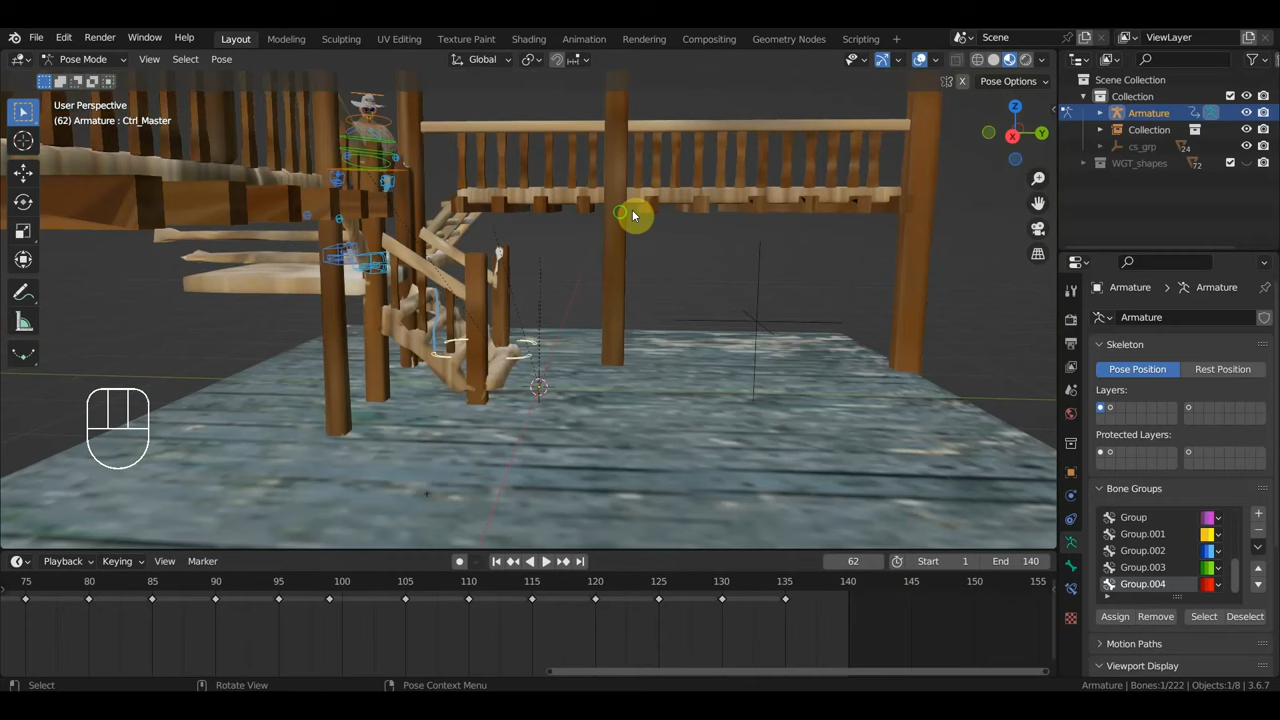 File Edit Render Window Help
Layout Modeling Sculpting UV Editing Texture Paint Shading Animation Rendering Compositing Geometry Nodes Scripting +
Scene
ViewLayer
Pose Mode View Select Pose
Global
X Pose Options
User Perspective
(62) Armature : Ctrl_Master
Z
Y
X
Scene Collection
Collection
Armature
Collection
cs_grp 24
WGT_shapes 72
Armature > Armature
Armature
Skeleton
Pose Position Rest Position
Layers:
Protected Layers:
Bone Groups
Group
Group.001
Group.002
Group.003
Group.004
Assign Remove Select Deselect
Motion Paths
Viewport Display
Playback Keying View Marker
62 Start 1 End 140
75 80 85 90 95 100 105 110 115 120 125 130 135 140 145 150 155
Select Rotate View Pose Context Menu
Armature | Bones:1/222 | Objects:1/8 | 3.6.7